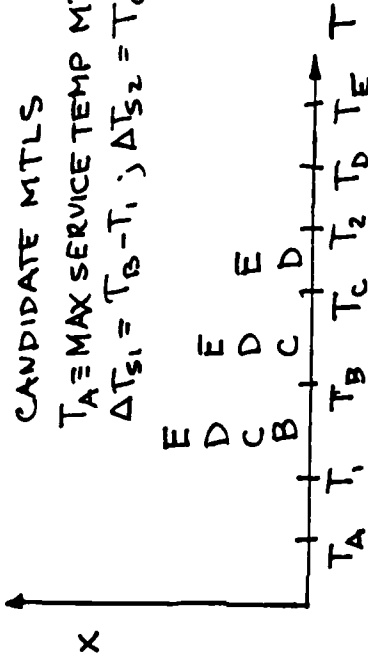 CANDIDATE MTLS
T_A ≡ MAX SERVICE TEMP
ΔT_S1 = T_B - T_1 ; ΔT_S2 =
X
E
D
C
B
E
D
C
E
D
T_A T_1 T_B T_C T_2 T_D T_E T